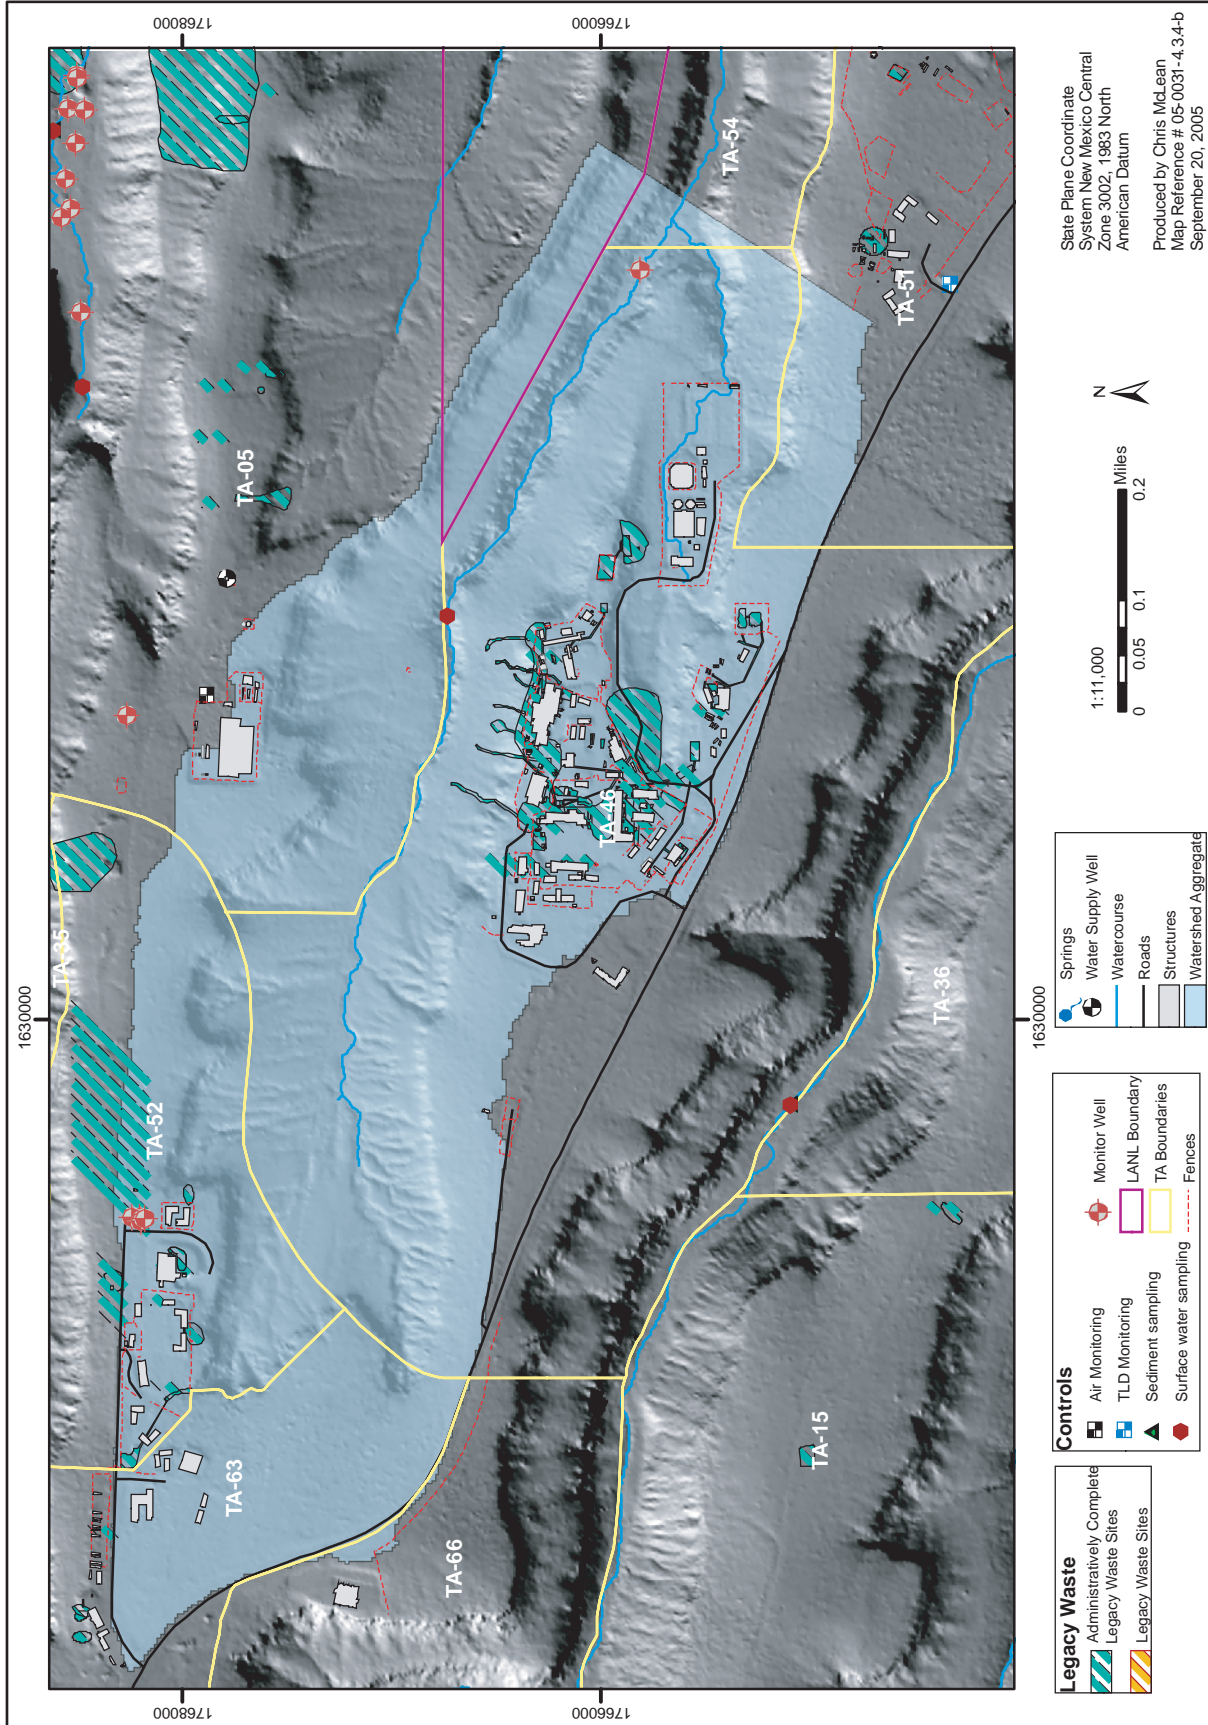 1768000
1766000
1630000
TA-35
TA-52
TA-05
TA-54
TA-51
TA-46
TA-63
TA-66
TA-36
TA-15
1768000
1766000
1630000
Legacy Waste
Administratively Complete
Legacy Waste Sites
Legacy Waste Sites
Controls
Air Monitoring
TLD Monitoring
Sediment sampling
Surface water sampling
Monitor Well
LANL Boundary
TA Boundaries
Fences
Springs
Water Supply Well
Watercourse
Roads
Structures
Watershed Aggregate
1:11,000
0 0.05 0.1 0.2
Miles
N
State Plane Coordinate
System New Mexico Central
Zone 3002, 1983 North
American Datum
Produced by Chris McLean
Map Reference # 05-0031-4.3.4-b
September 20, 2005